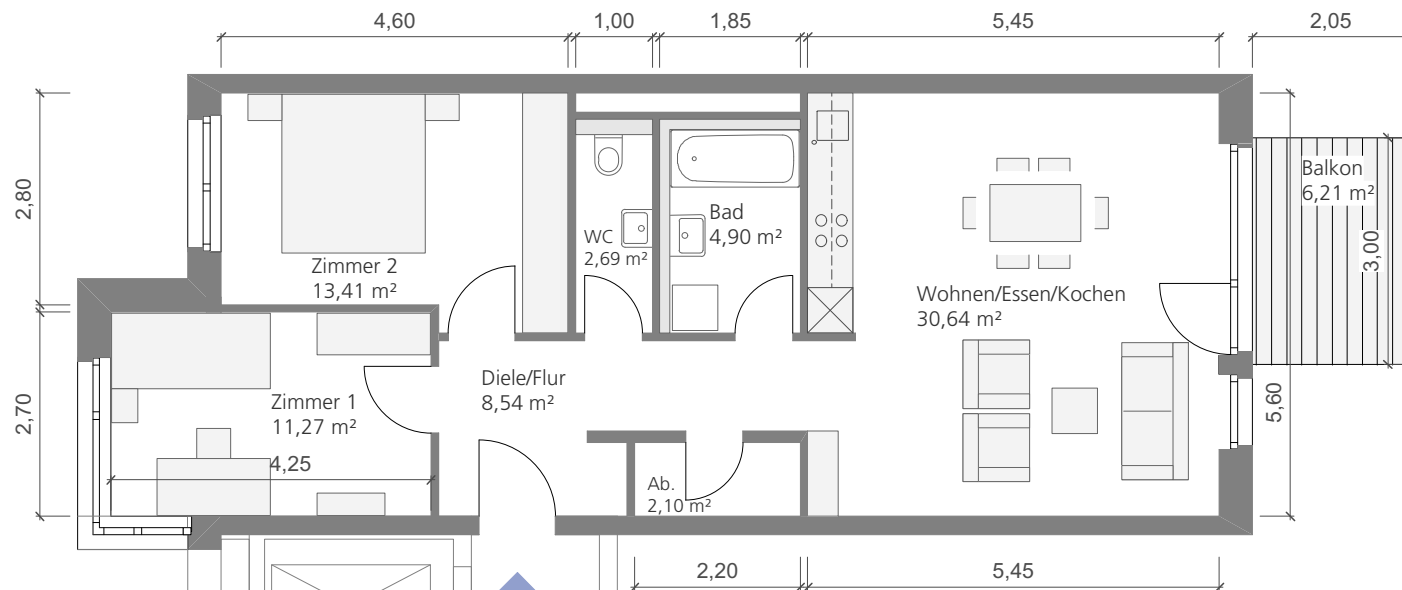 4,60
1,00
1,85
5,45
2,05
2,80
2,70
Zimmer 2
13,41 m²
WC
2,69 m²
Bad
4,90 m²
Wohnen/Essen/Kochen
30,64 m²
Balkon
6,21 m²
3,00
5,60
Zimmer 1
11,27 m²
4,25
Diele/Flur
8,54 m²
Ab.
2,10 m²
2,20
5,45